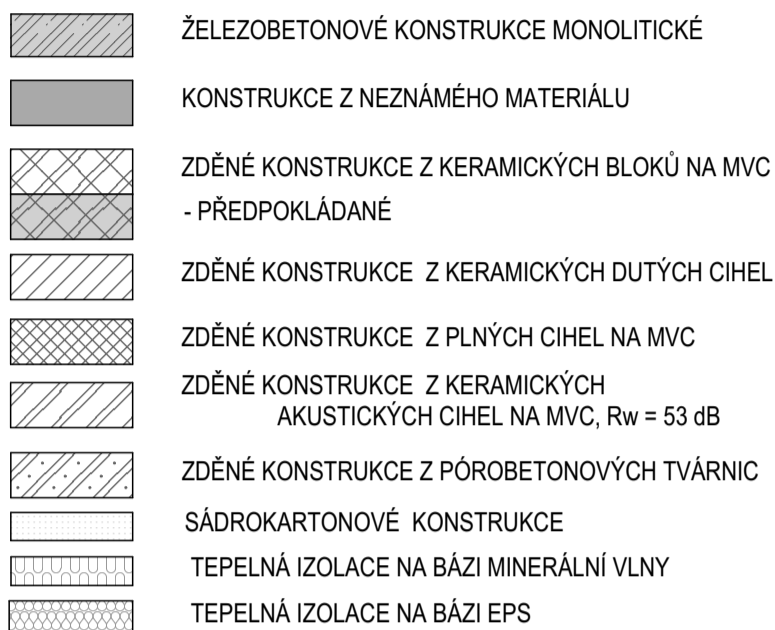 ŽELEZOBETONOVÉ KONSTRUKCE MONOLITICKÉ
KONSTRUKCE Z NEZNÁMÉHO MATERIÁLU
ZDĚNÉ KONSTRUKCE Z KERAMICKÝCH BLOKŮ NA MVC
- PŘEDPOKLÁDANÉ
ZDĚNÉ KONSTRUKCE Z KERAMICKÝCH DUTÝCH CIHEL
ZDĚNÉ KONSTRUKCE Z PLNÝCH CIHEL NA MVC
ZDĚNÉ KONSTRUKCE Z KERAMICKÝCH
AKUSTICKÝCH CIHEL NA MVC, Rw = 53 dB
ZDĚNÉ KONSTRUKCE Z PÓROBETONOVÝCH TVÁRNIC
SÁDROKARTONOVÉ KONSTRUKCE
TEPELNÁ IZOLACE NA BÁZI MINERÁLNÍ VLNY
TEPELNÁ IZOLACE NA BÁZI EPS